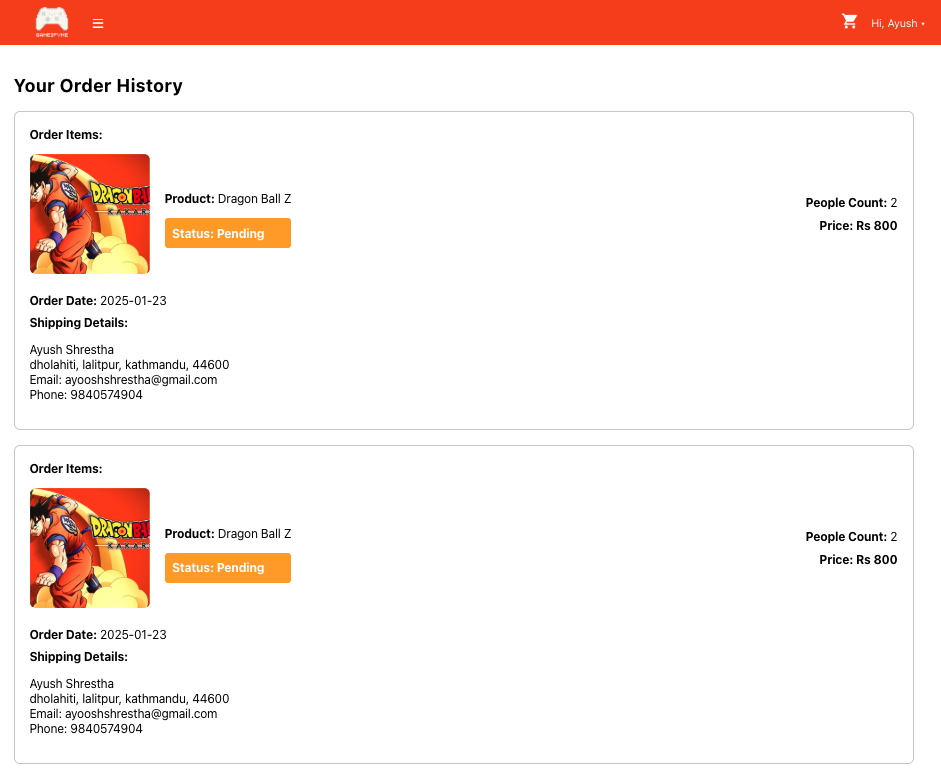 GAMEIFYME
Hi, Ayush
Your Order History
Order Items:
DRAGON BALL
KAKAR
Product: Dragon Ball Z
Status: Pending
People Count: 2
Price: Rs 800
Order Date: 2025-01-23
Shipping Details:
Ayush Shrestha
dholahiti, lalitpur, kathmandu, 44600
Email: ayooshshrestha@gmail.com
Phone: 9840574904
Order Items:
DRAGON BALL
KAKAR
Product: Dragon Ball Z
Status: Pending
People Count: 2
Price: Rs 800
Order Date: 2025-01-23
Shipping Details:
Ayush Shrestha
dholahiti, lalitpur, kathmandu, 44600
Email: ayooshshrestha@gmail.com
Phone: 9840574904